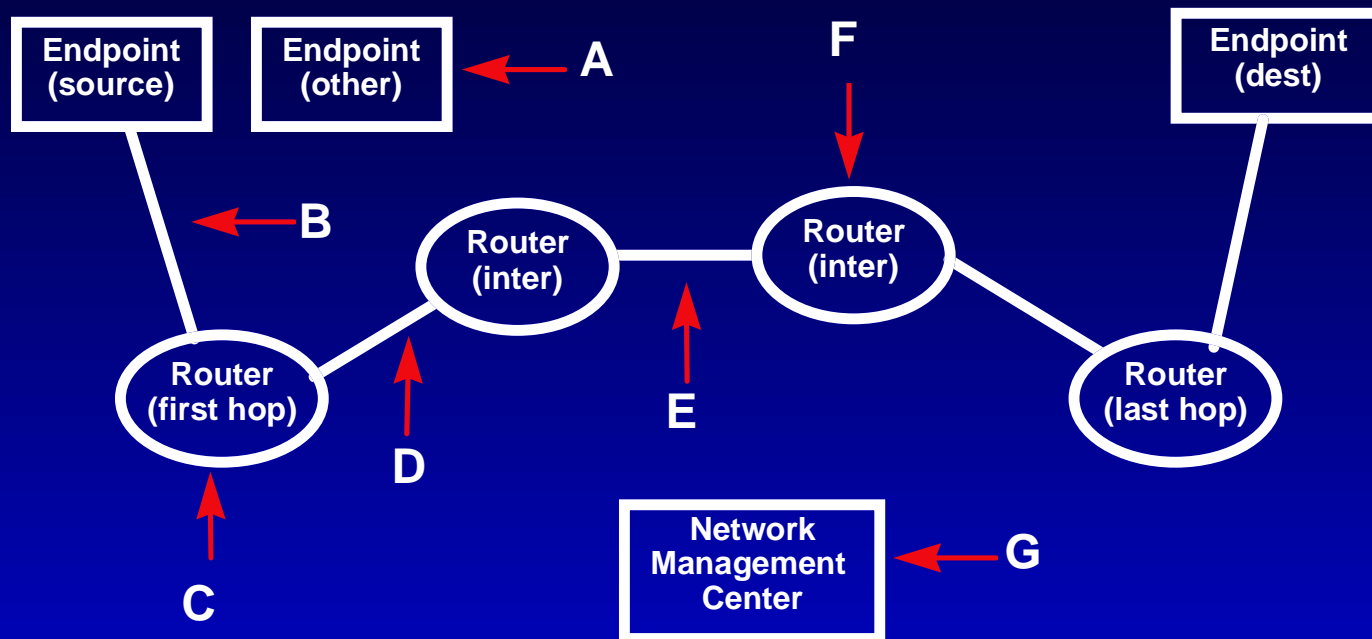 Endpoint
(source)
Endpoint
(other)
A
F
Endpoint
(dest)
B
Router
(inter)
Router
(inter)
Router
(first hop)
D
E
Router
(last hop)
C
Network
Management
Center
G